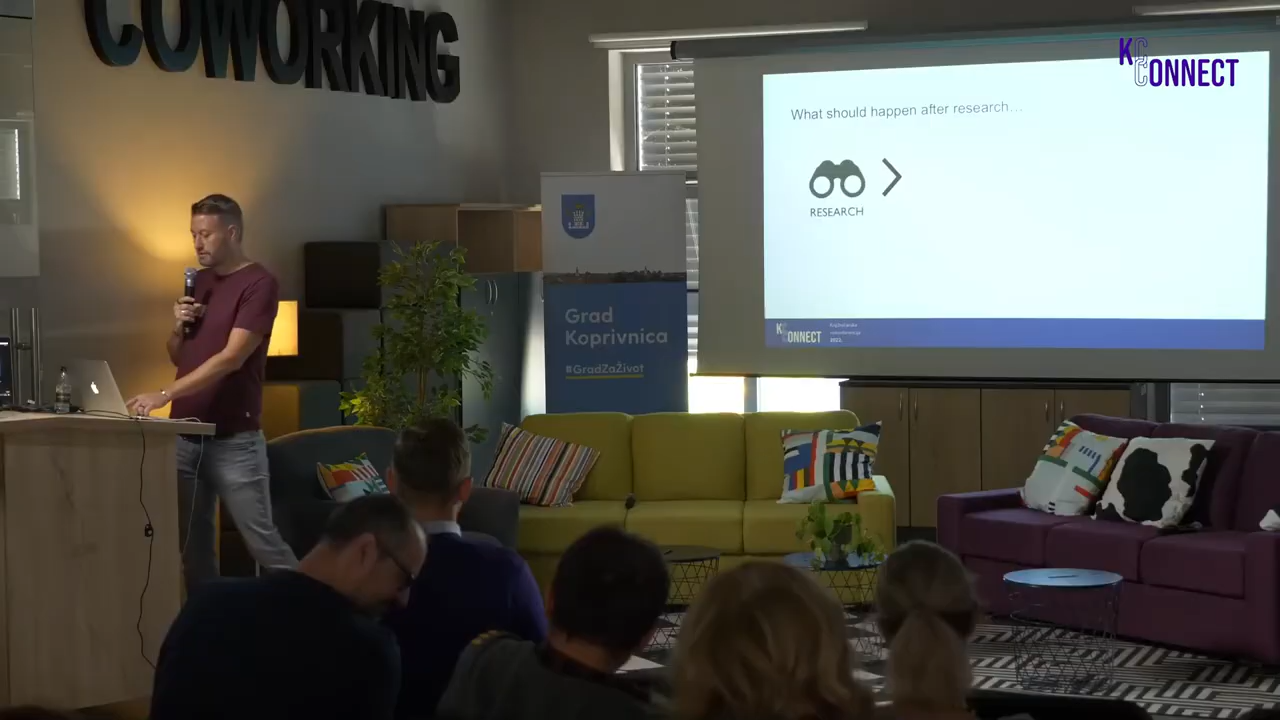 COWORKING
KC
CONNECT
What should happen after research...
RESEARCH
Grad
Koprivnica
#GradZaŽivot
KC
CONNECT